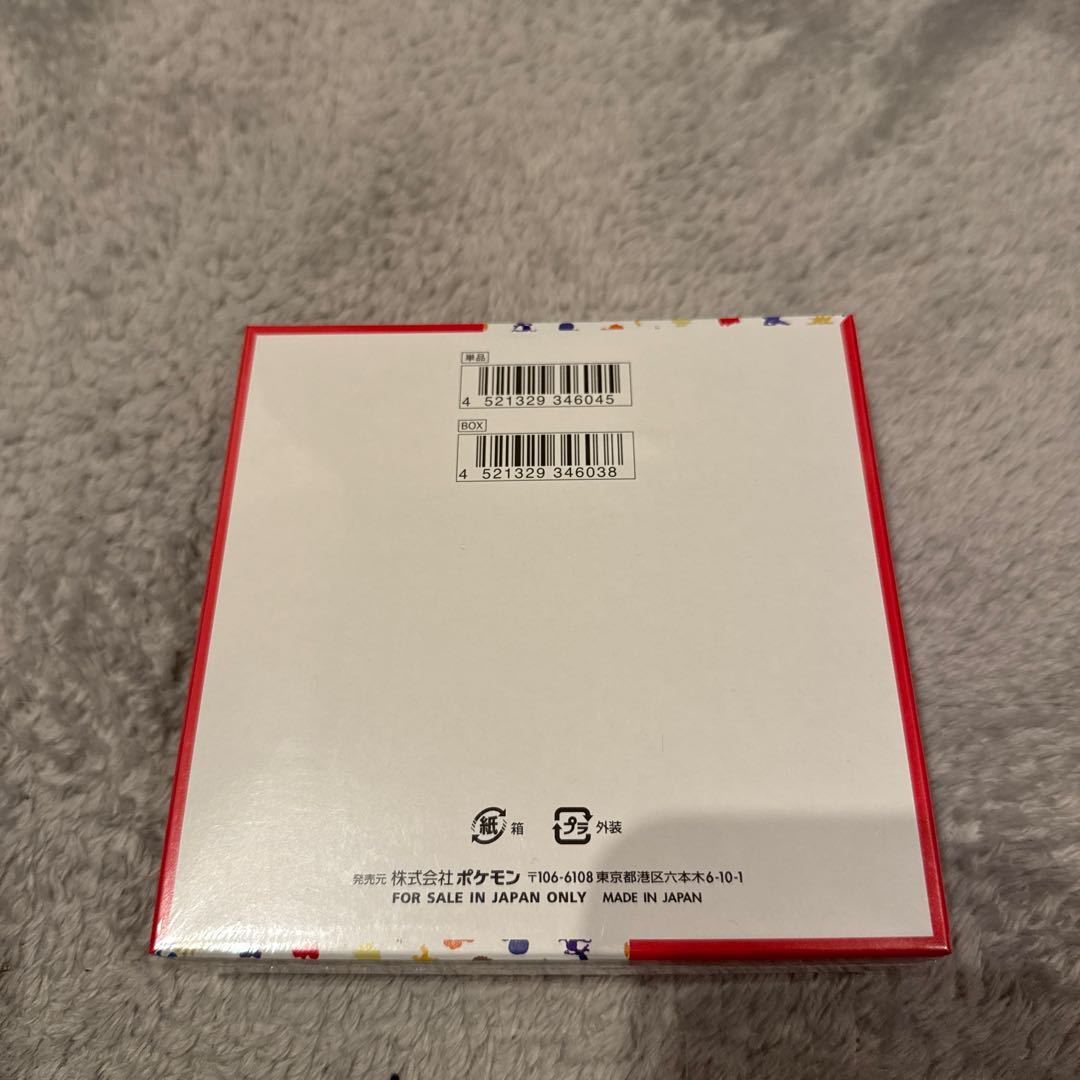 単品
4 521329 346045
BOX
4 521329 346038
紙 箱 プラ 外装
発売元 株式会社ポケモン 〒106-6108 東京都港区六本木6-10-1
FOR SALE IN JAPAN ONLY MADE IN JAPAN